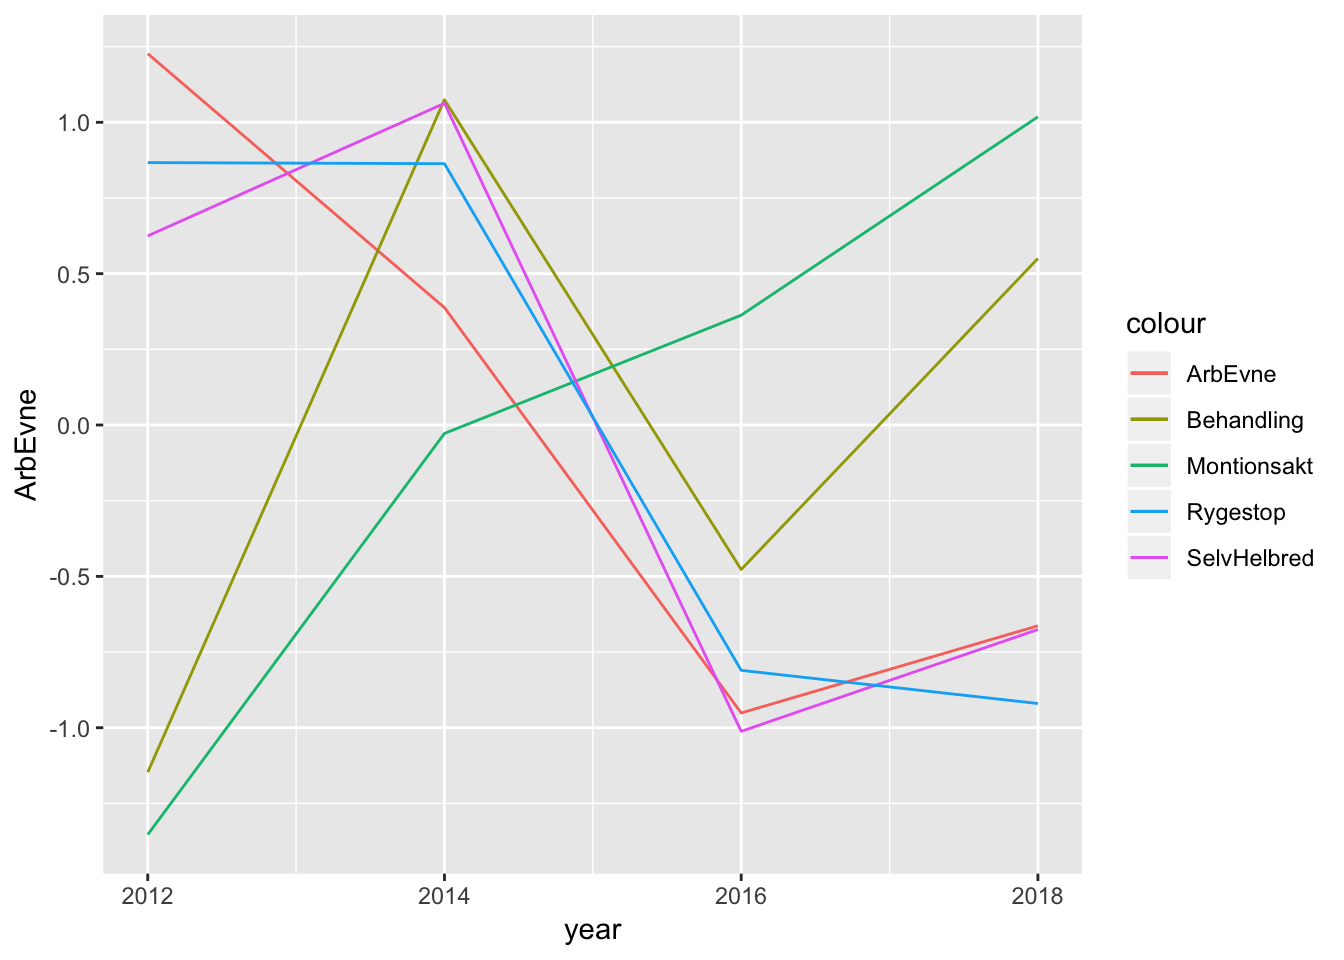 1.0
0.5
0.0
-0.5
-1.0
ArbEvne
2012
2014
2016
2018
year
colour
ArbEvne
Behandling
Montionsakt
Rygestop
SelvHelbred